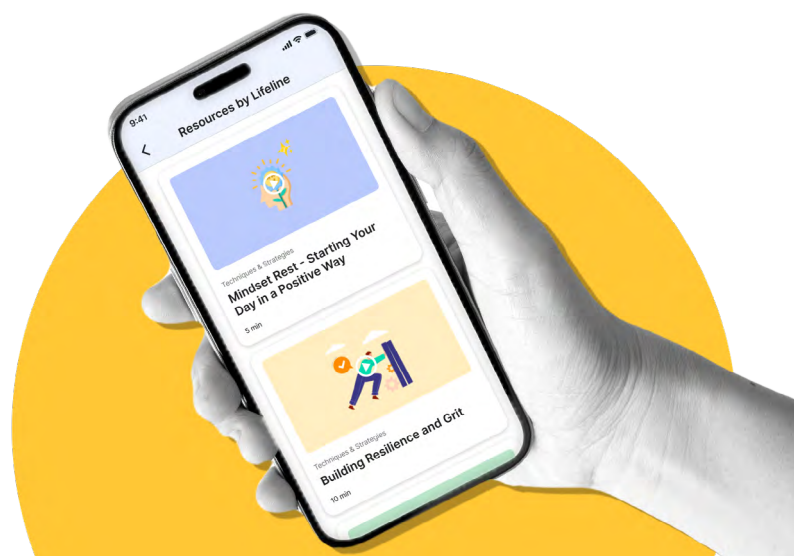 9:41
Resources by Lifeline
Techniques & Strategies
Mindset Rest - Starting Your
Day in a Positive Way
5 min
Techniques & Strategies
Building Resilience and Grit
10 min